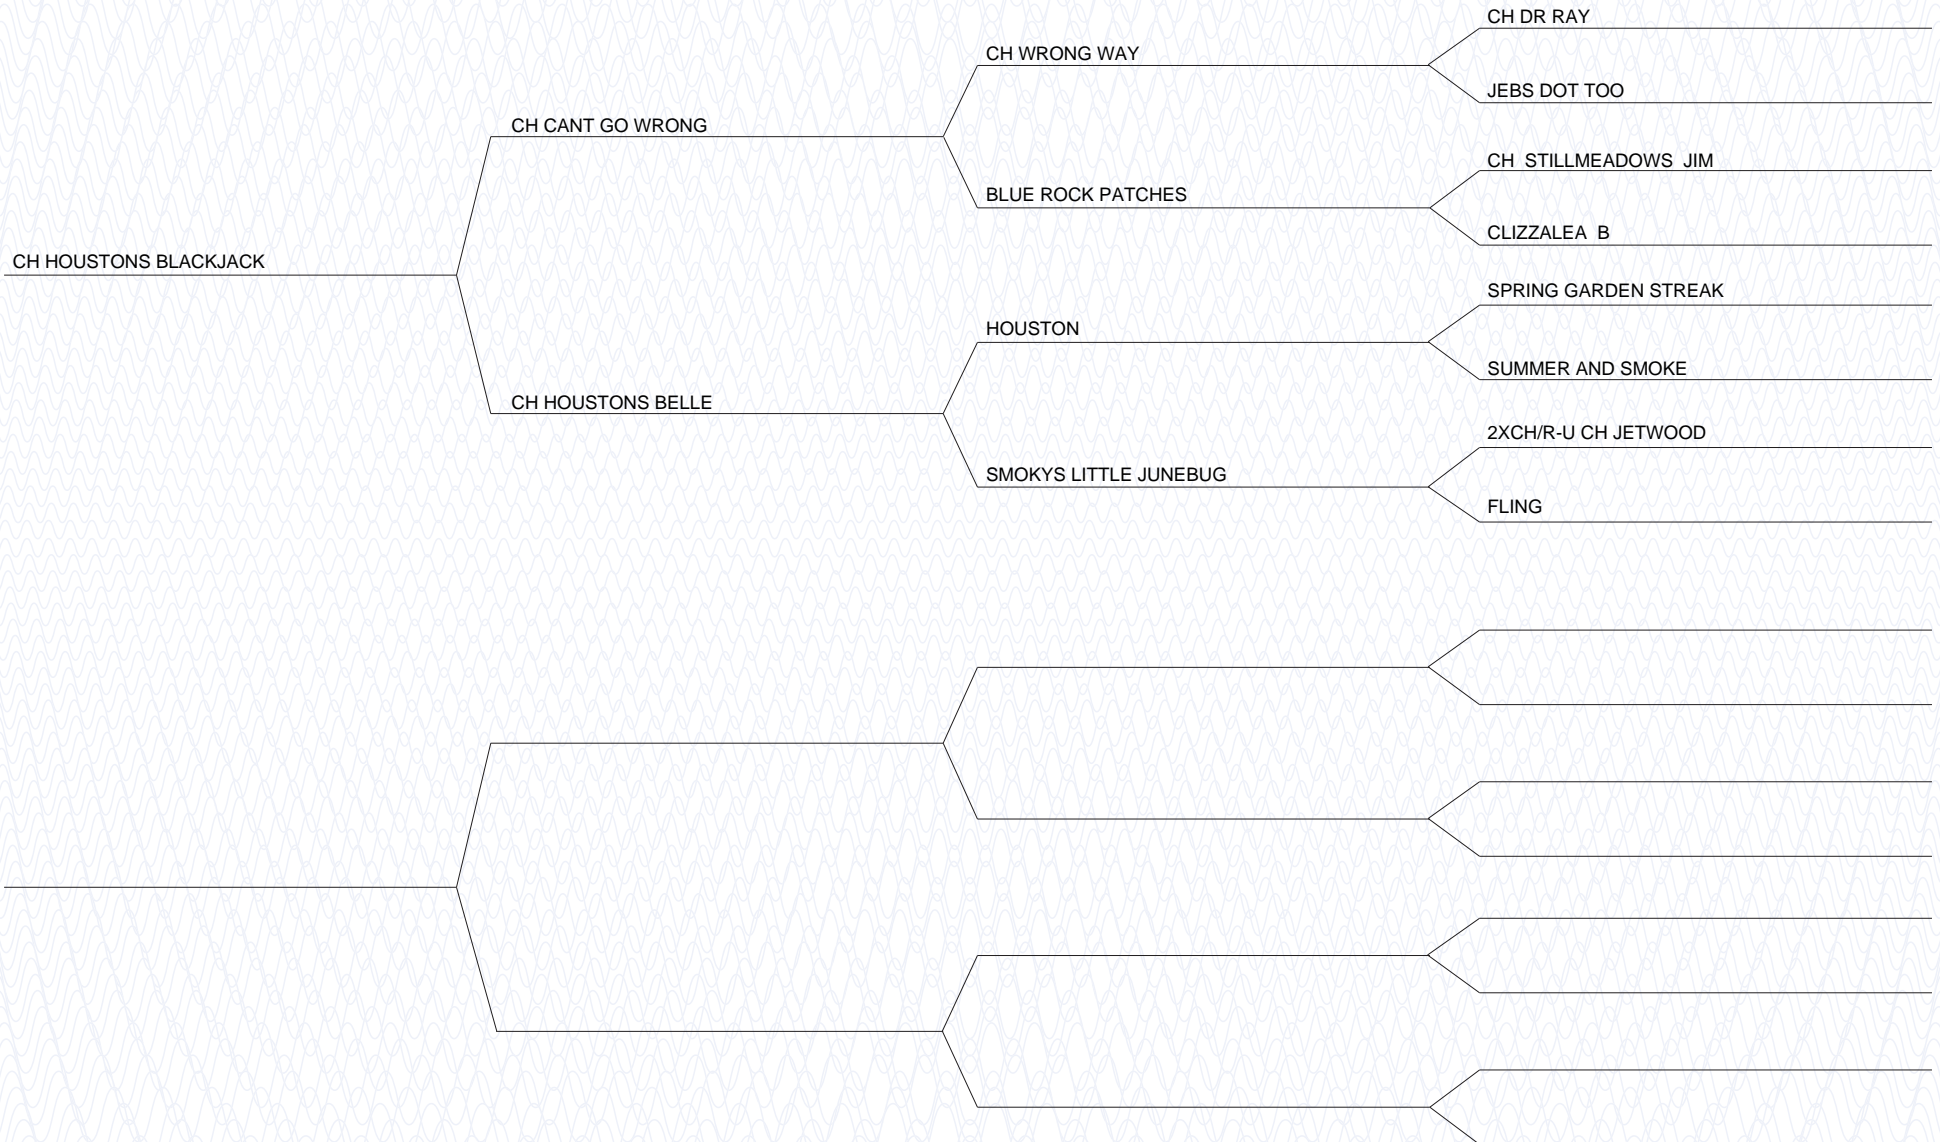 CH DR RAY
CH WRONG WAY
JEBS DOT TOO
CH CANT GO WRONG
CH  STILLMEADOWS  JIM
BLUE ROCK PATCHES
CLIZZALEA  B
CH HOUSTONS BLACKJACK
SPRING GARDEN STREAK
HOUSTON
SUMMER AND SMOKE
CH HOUSTONS BELLE
2XCH/R-U CH JETWOOD
SMOKYS LITTLE JUNEBUG
FLING